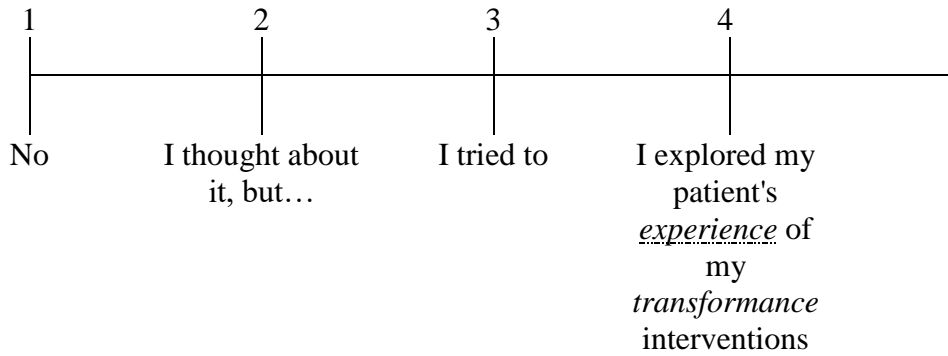 1 2 3 4
No I thought about I tried to I explored my
it, but… patient's
experience of
my
transformance
interventions